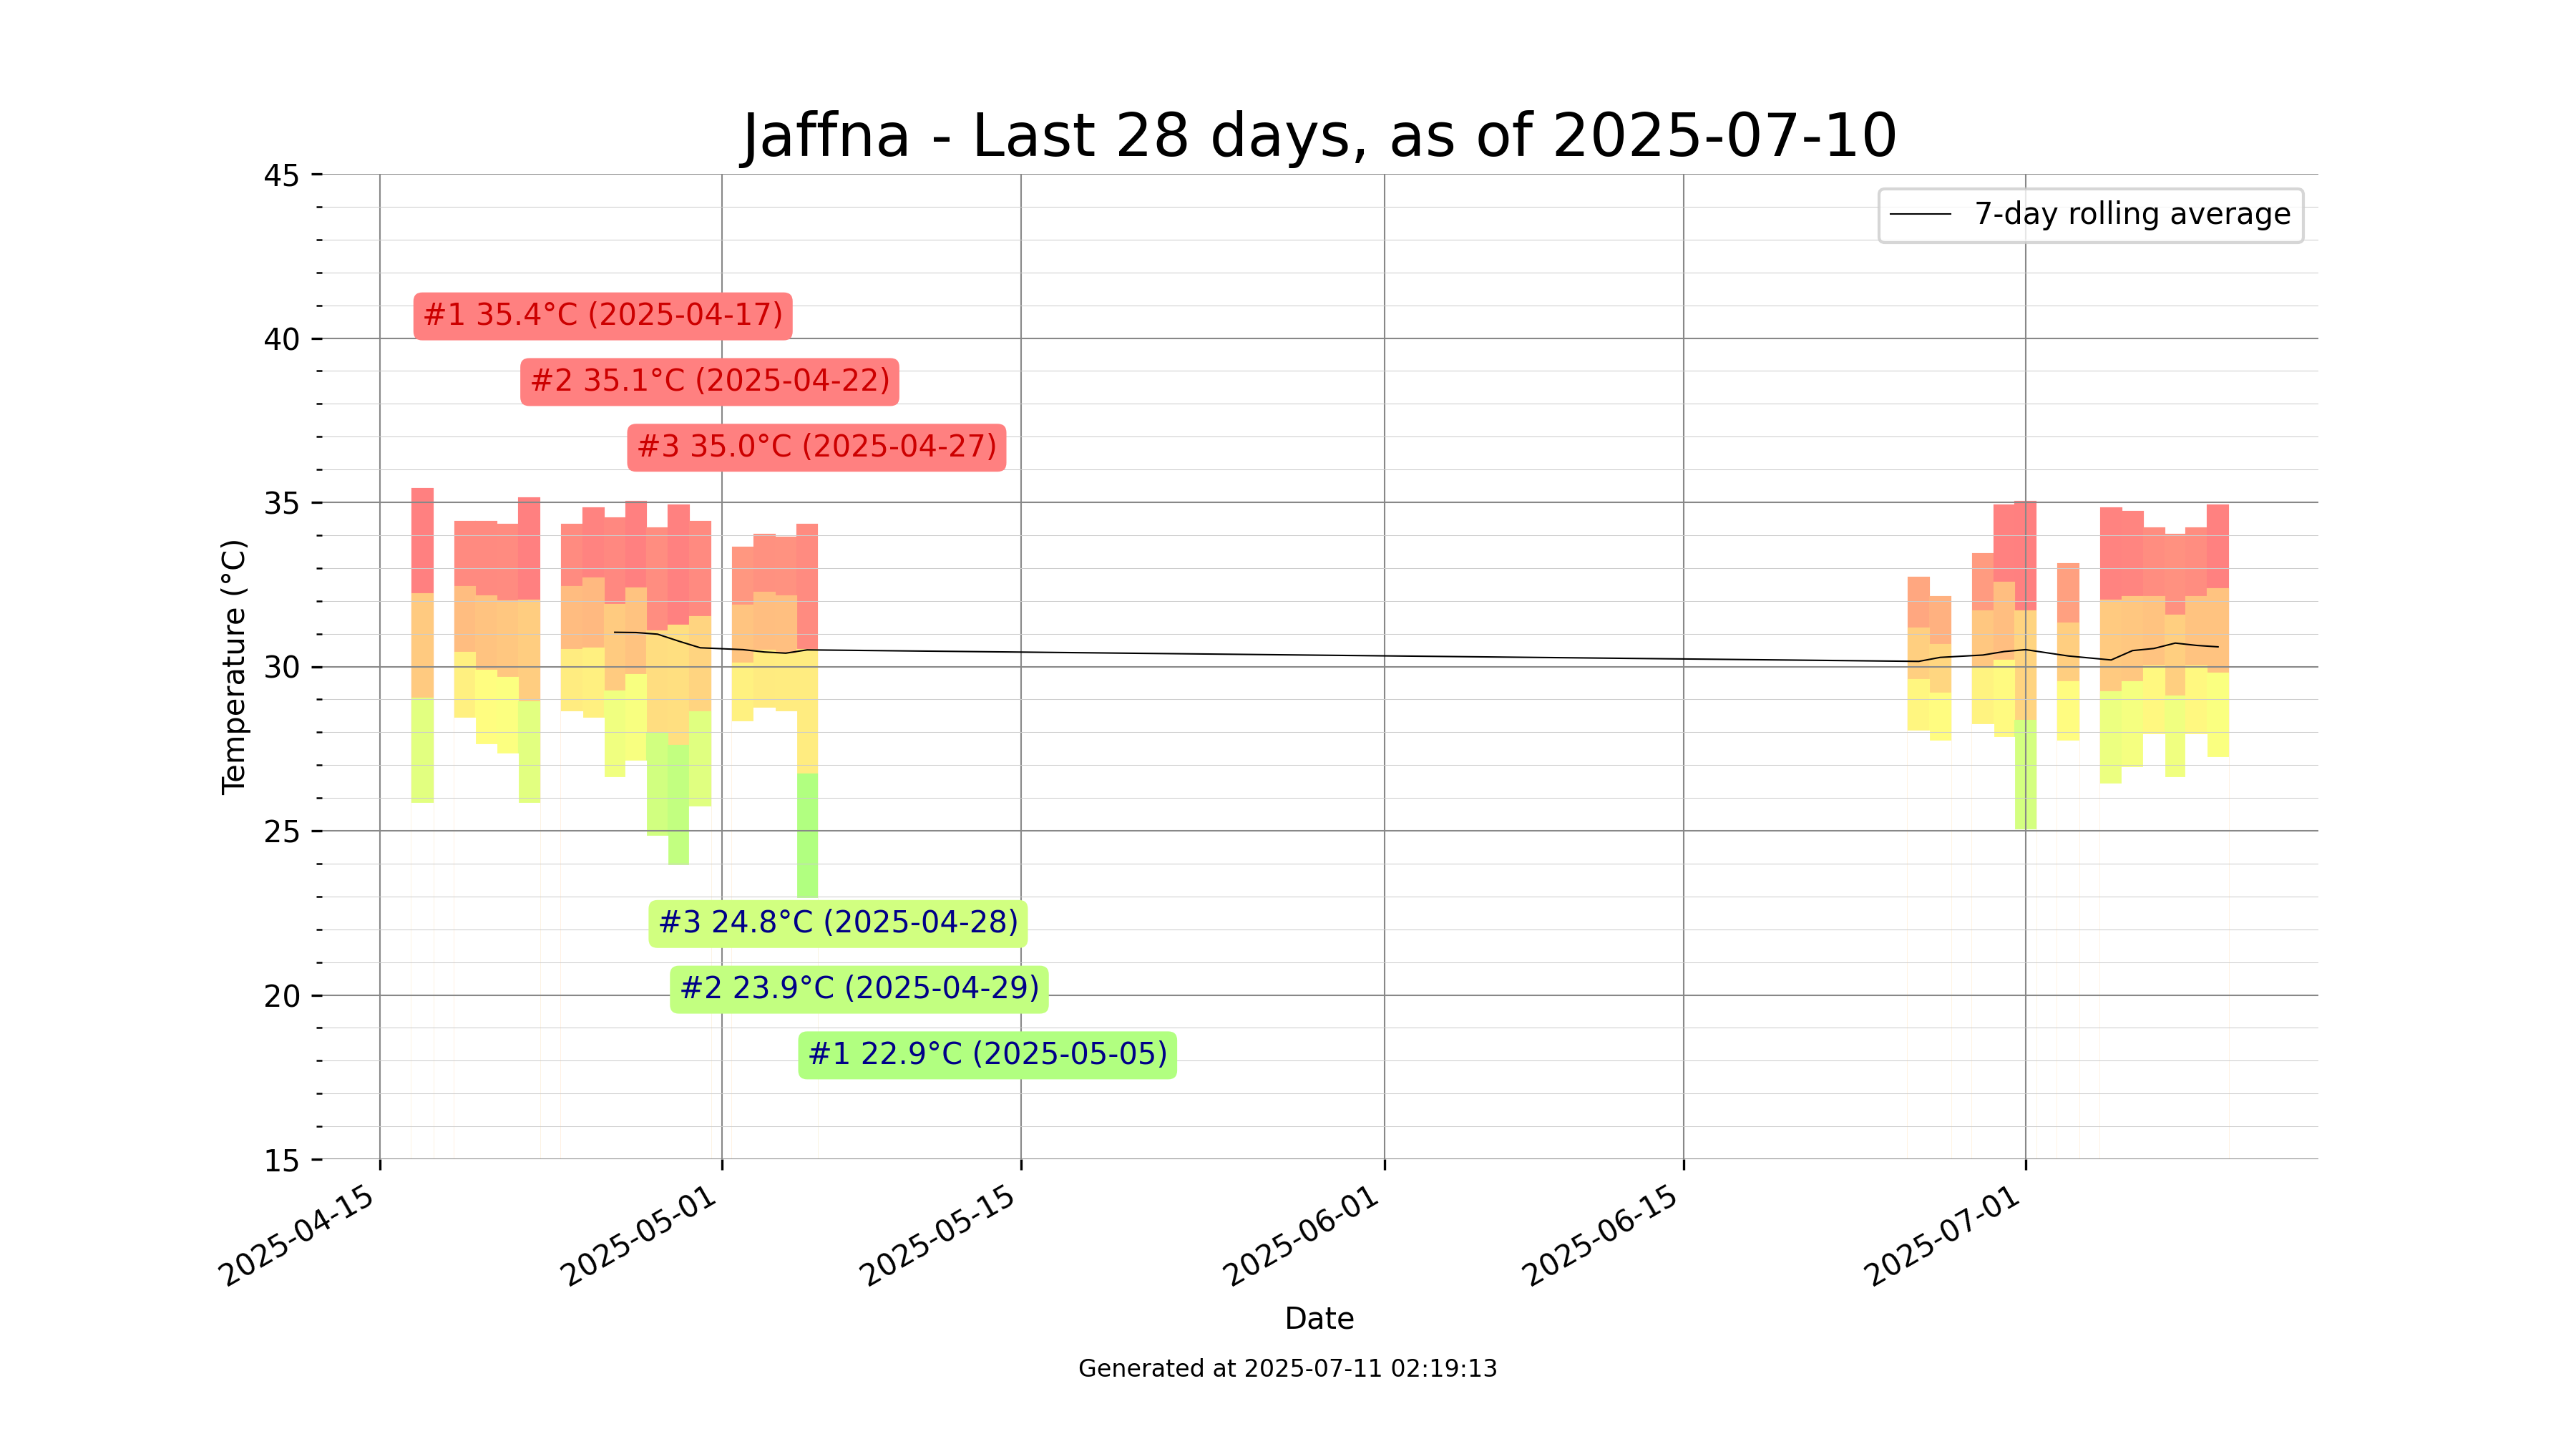 Jaffna - Last 28 days, as of 2025-07-10
7-day rolling average
45
40
35
30
25
20
15
Temperature (°C)
#1 35.4°C (2025-04-17)
#2 35.1°C (2025-04-22)
#3 35.0°C (2025-04-27)
#3 24.8°C (2025-04-28)
#2 23.9°C (2025-04-29)
#1 22.9°C (2025-05-05)
2025-04-15
2025-05-01
2025-05-15
2025-06-01
2025-06-15
2025-07-01
Date
Generated at 2025-07-11 02:19:13